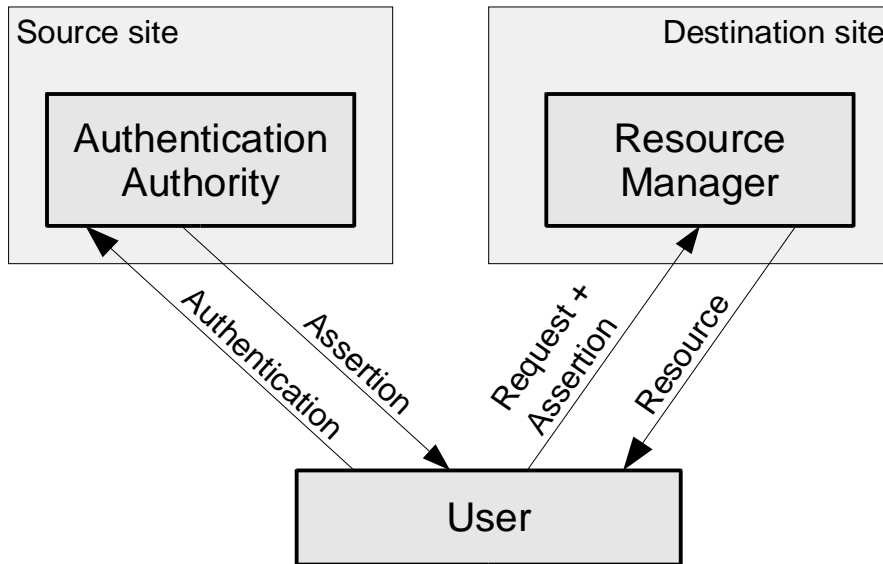 Source site
Destination site
Authentication
Authority
Resource
Manager
Authentication
Assertion
Request +
Assertion
Resource
User